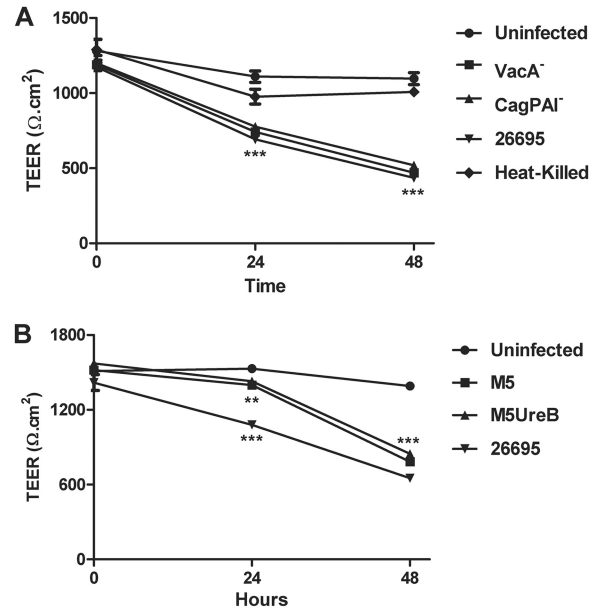 A
TEER (Ω.cm²)
1500
1000
500
0
0 24 48
Time
***
***
Uninfected
VacA⁻
CagPAI⁻
26695
Heat-Killed
B
TEER (Ω.cm²)
1800
1200
600
0
0 24 48
Hours
**
***
***
Uninfected
M5
M5UreB
26695